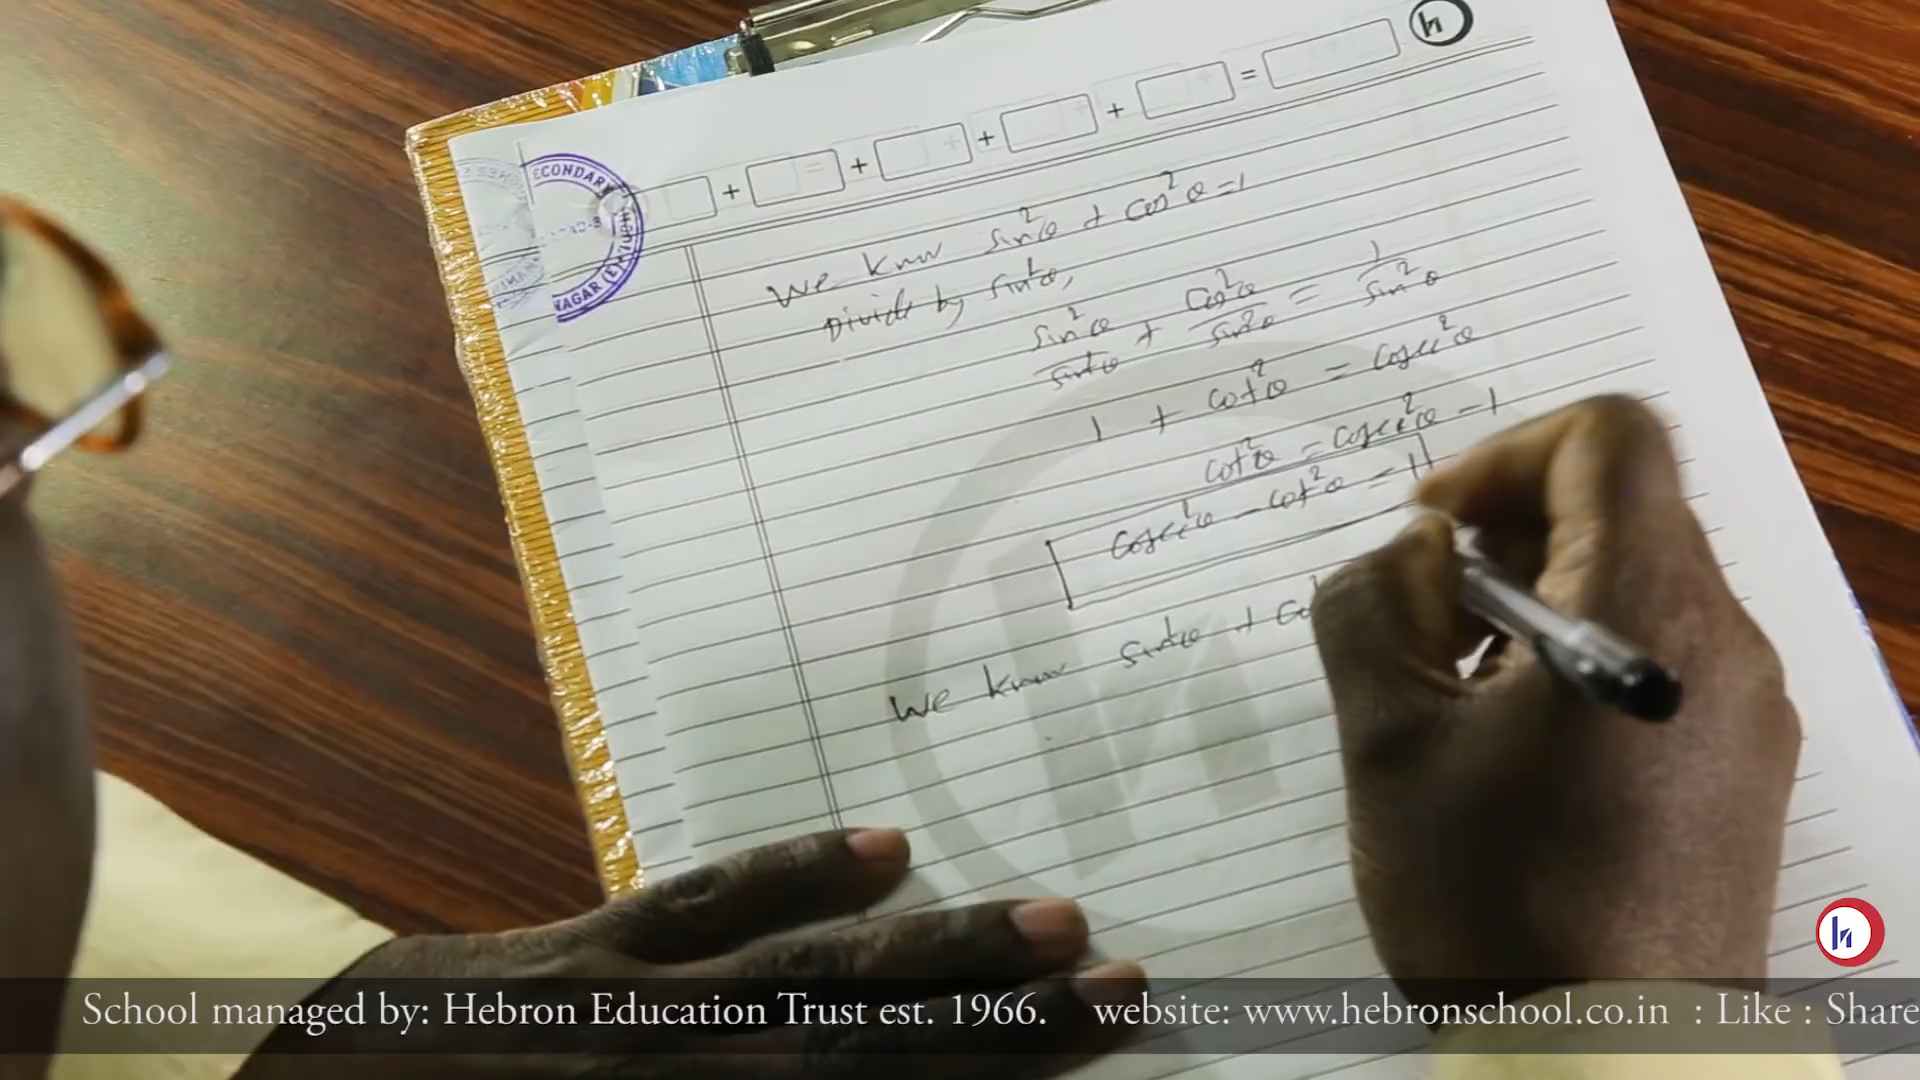 + + + + =
ECONDARY
NAGAR (E)
We know sin²θ + cos²θ = 1
Divide by sin²θ,
sin²θ/sin²θ + cos²θ/sin²θ = 1/sin²θ
1 + cot²θ = cosec²θ
cot²θ = cosec²θ - 1
cosec²θ - cot²θ = 1
We know sin²θ +
School managed by: Hebron Education Trust est. 1966. website: www.hebronschool.co.in : Like : Share